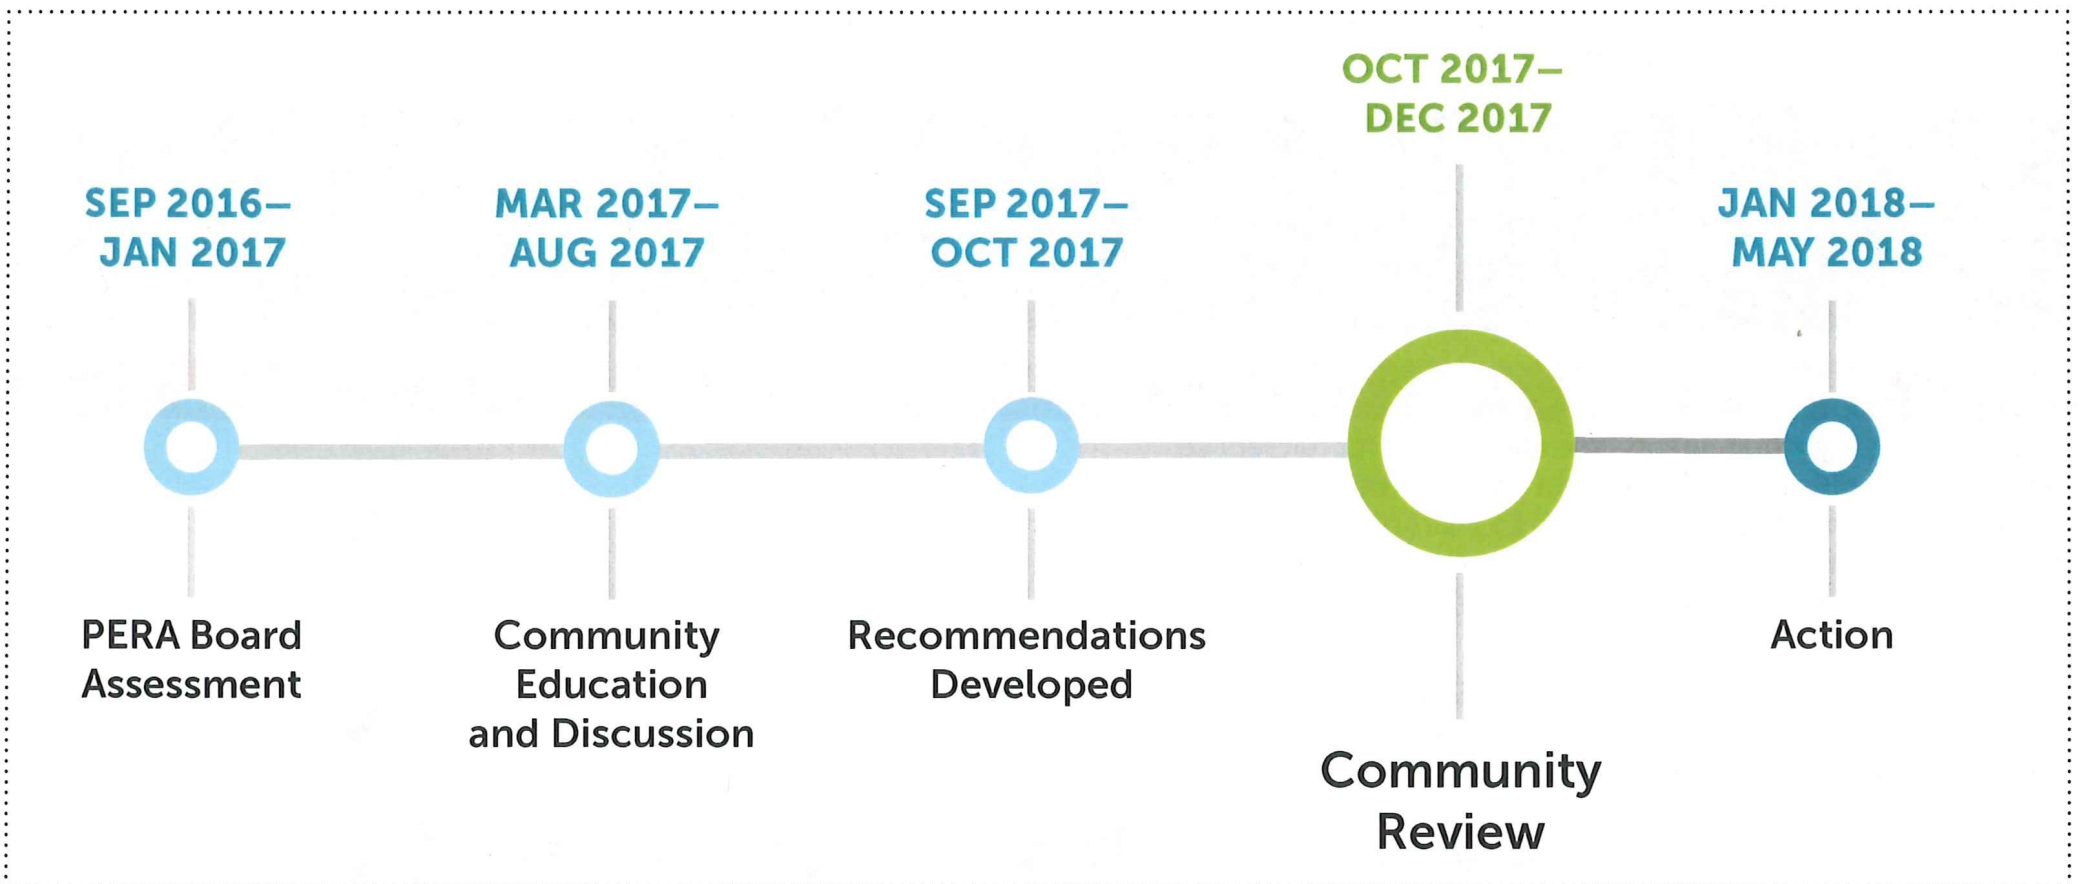 SEP 2016–
JAN 2017
MAR 2017–
AUG 2017
SEP 2017–
OCT 2017
OCT 2017–
DEC 2017
JAN 2018–
MAY 2018
PERA Board
Assessment
Community
Education
and Discussion
Recommendations
Developed
Community
Review
Action